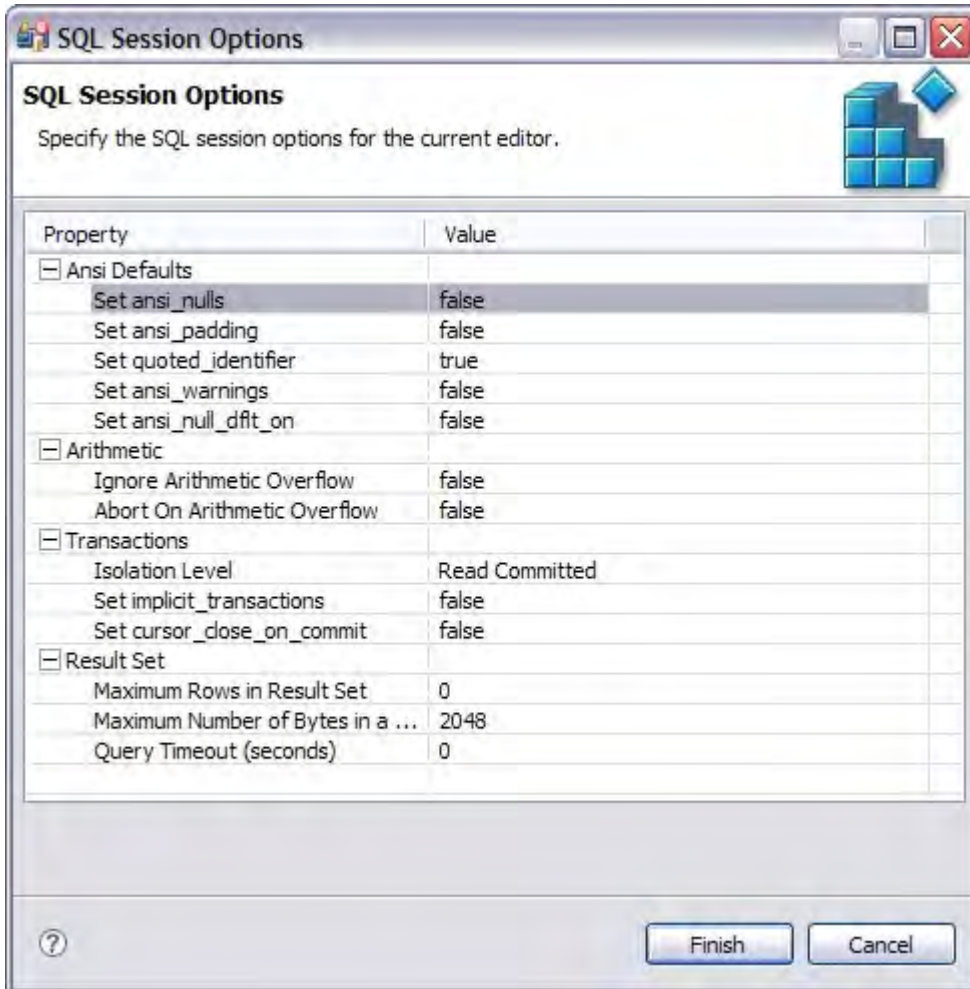 SQL Session Options
SQL Session Options
Specify the SQL session options for the current editor.
Property Value
Ansi Defaults
Set ansi_nulls false
Set ansi_padding false
Set quoted_identifier true
Set ansi_warnings false
Set ansi_null_dflt_on false
Arithmetic
Ignore Arithmetic Overflow false
Abort On Arithmetic Overflow false
Transactions
Isolation Level Read Committed
Set implicit_transactions false
Set cursor_close_on_commit false
Result Set
Maximum Rows in Result Set 0
Maximum Number of Bytes in a ... 2048
Query Timeout (seconds) 0
? Finish Cancel